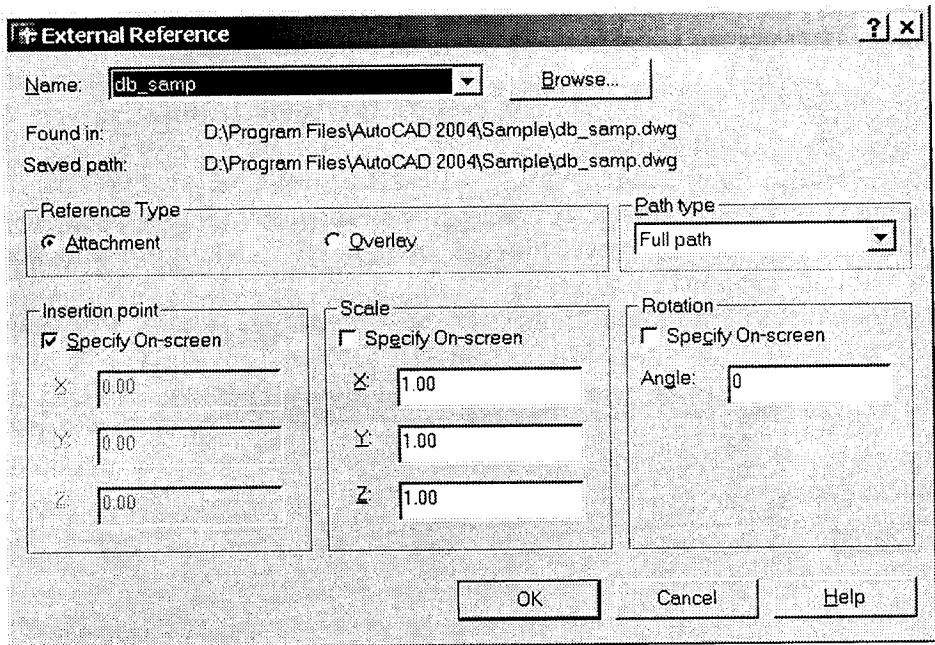 External Reference
Name: db_samp Browse...
Found in: D:\Program Files\AutoCAD 2004\Sample\db_samp.dwg
Saved path: D:\Program Files\AutoCAD 2004\Sample\db_samp.dwg
Reference Type
Attachment Overlay
Path type
Full path
Insertion point
Specify On-screen
X: 0.00
Y: 0.00
Z: 0.00
Scale
Specify On-screen
X: 1.00
Y: 1.00
Z: 1.00
Rotation
Specify On-screen
Angle: 0
OK Cancel Help